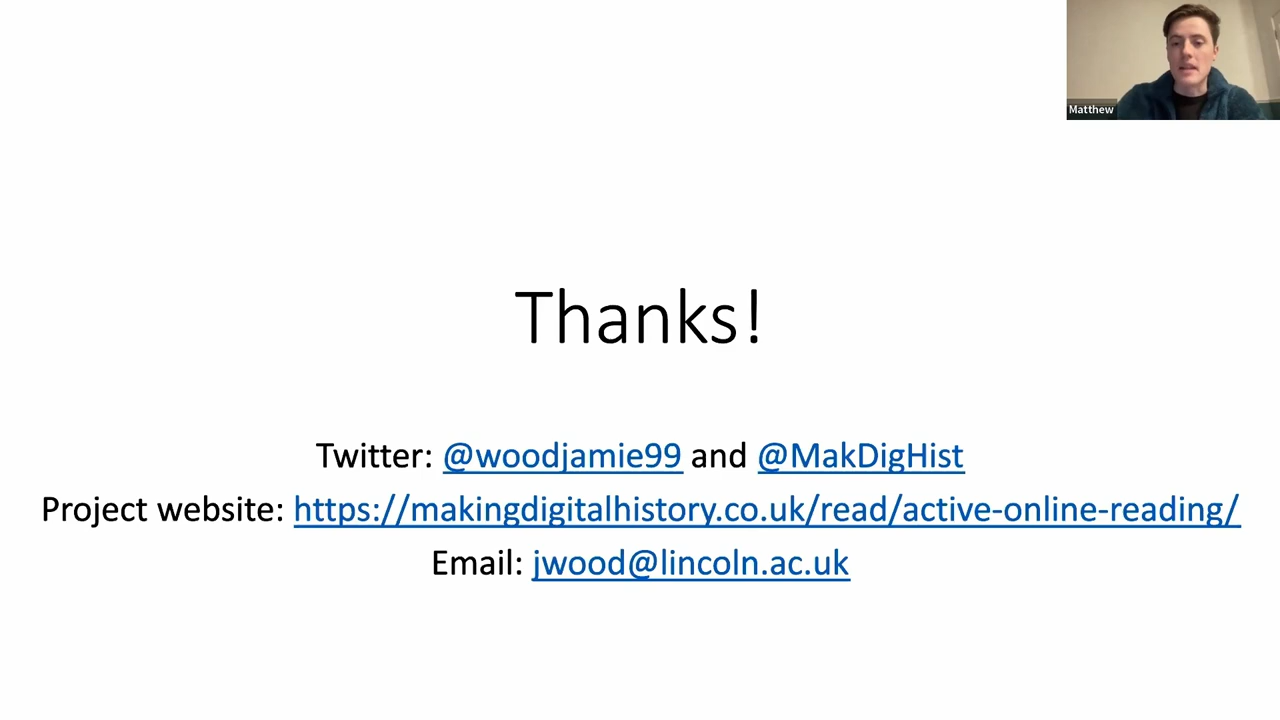 Matthew
Thanks!
Twitter: @woodjamie99 and @MakDigHist
Project website: https://makingdigitalhistory.co.uk/read/active-online-reading/
Email: jwood@lincoln.ac.uk